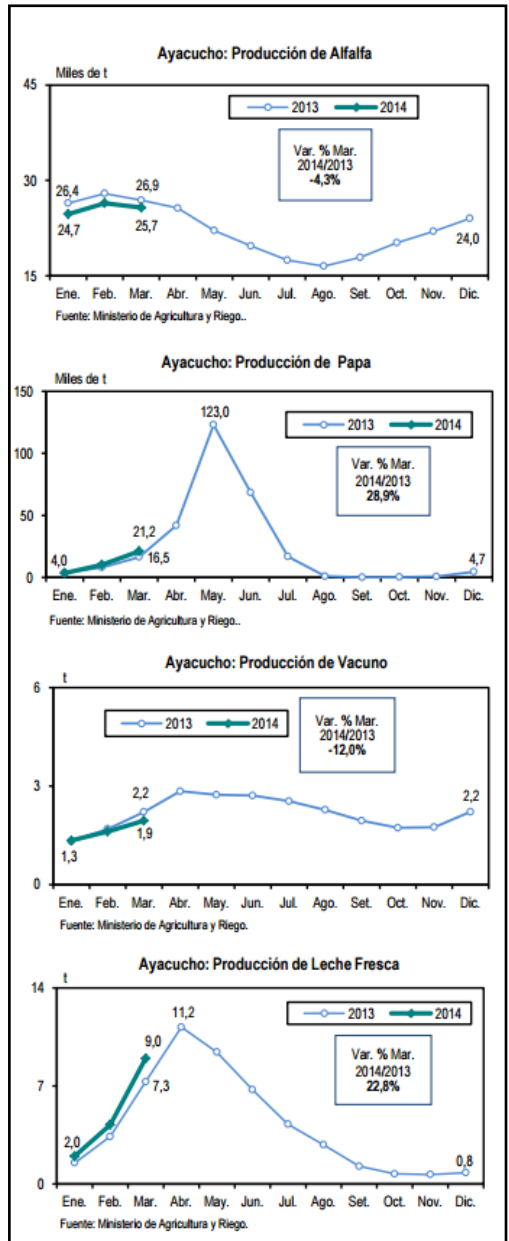 Ayacucho: Producción de Alfalfa
Miles de t
45
2013 2014
Var. % Mar.
2014/2013
-4,3%
30
26,4 26,9
24,7 25,7
24,0
15
Ene. Feb. Mar. Abr. May. Jun. Jul. Ago. Set. Oct. Nov. Dic.
Fuente: Ministerio de Agricultura y Riego..
Ayacucho: Producción de Papa
Miles de t
150
123,0
2013 2014
Var. % Mar.
2014/2013
28,9%
100
50
21,2
4,0 16,5
4,7
0
Ene. Feb. Mar. Abr. May. Jun. Jul. Ago. Set. Oct. Nov. Dic.
Fuente: Ministerio de Agricultura y Riego..
Ayacucho: Producción de Vacuno
t
6
2013 2014
Var. % Mar.
2014/2013
-12,0%
3
2,2 2,2
1,3 1,9
0
Ene. Feb. Mar. Abr. May. Jun. Jul. Ago. Set. Oct. Nov. Dic.
Fuente: Ministerio de Agricultura y Riego.
Ayacucho: Producción de Leche Fresca
t
14
11,2
2013 2014
Var. % Mar.
2014/2013
22,8%
9,0
7
7,3
2,0
0,8
0
Ene. Feb. Mar. Abr. May. Jun. Jul. Ago. Set. Oct. Nov. Dic.
Fuente: Ministerio de Agricultura y Riego.